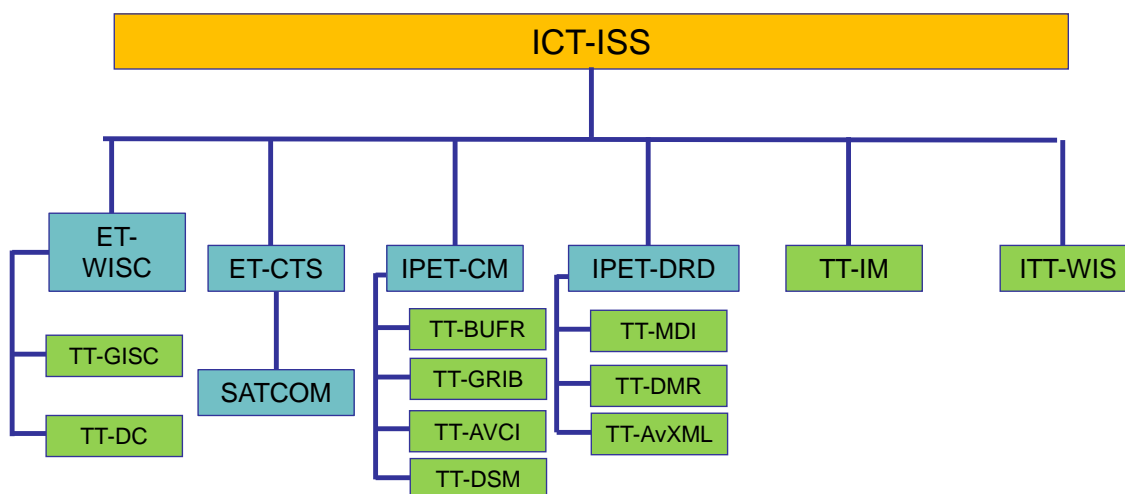 ICT-ISS
ET-
WISC
ET-CTS
IPET-CM
IPET-DRD
TT-IM
ITT-WIS
TT-GISC
TT-DC
SATCOM
TT-BUFR
TT-GRIB
TT-AVCI
TT-DSM
TT-MDI
TT-DMR
TT-AvXML